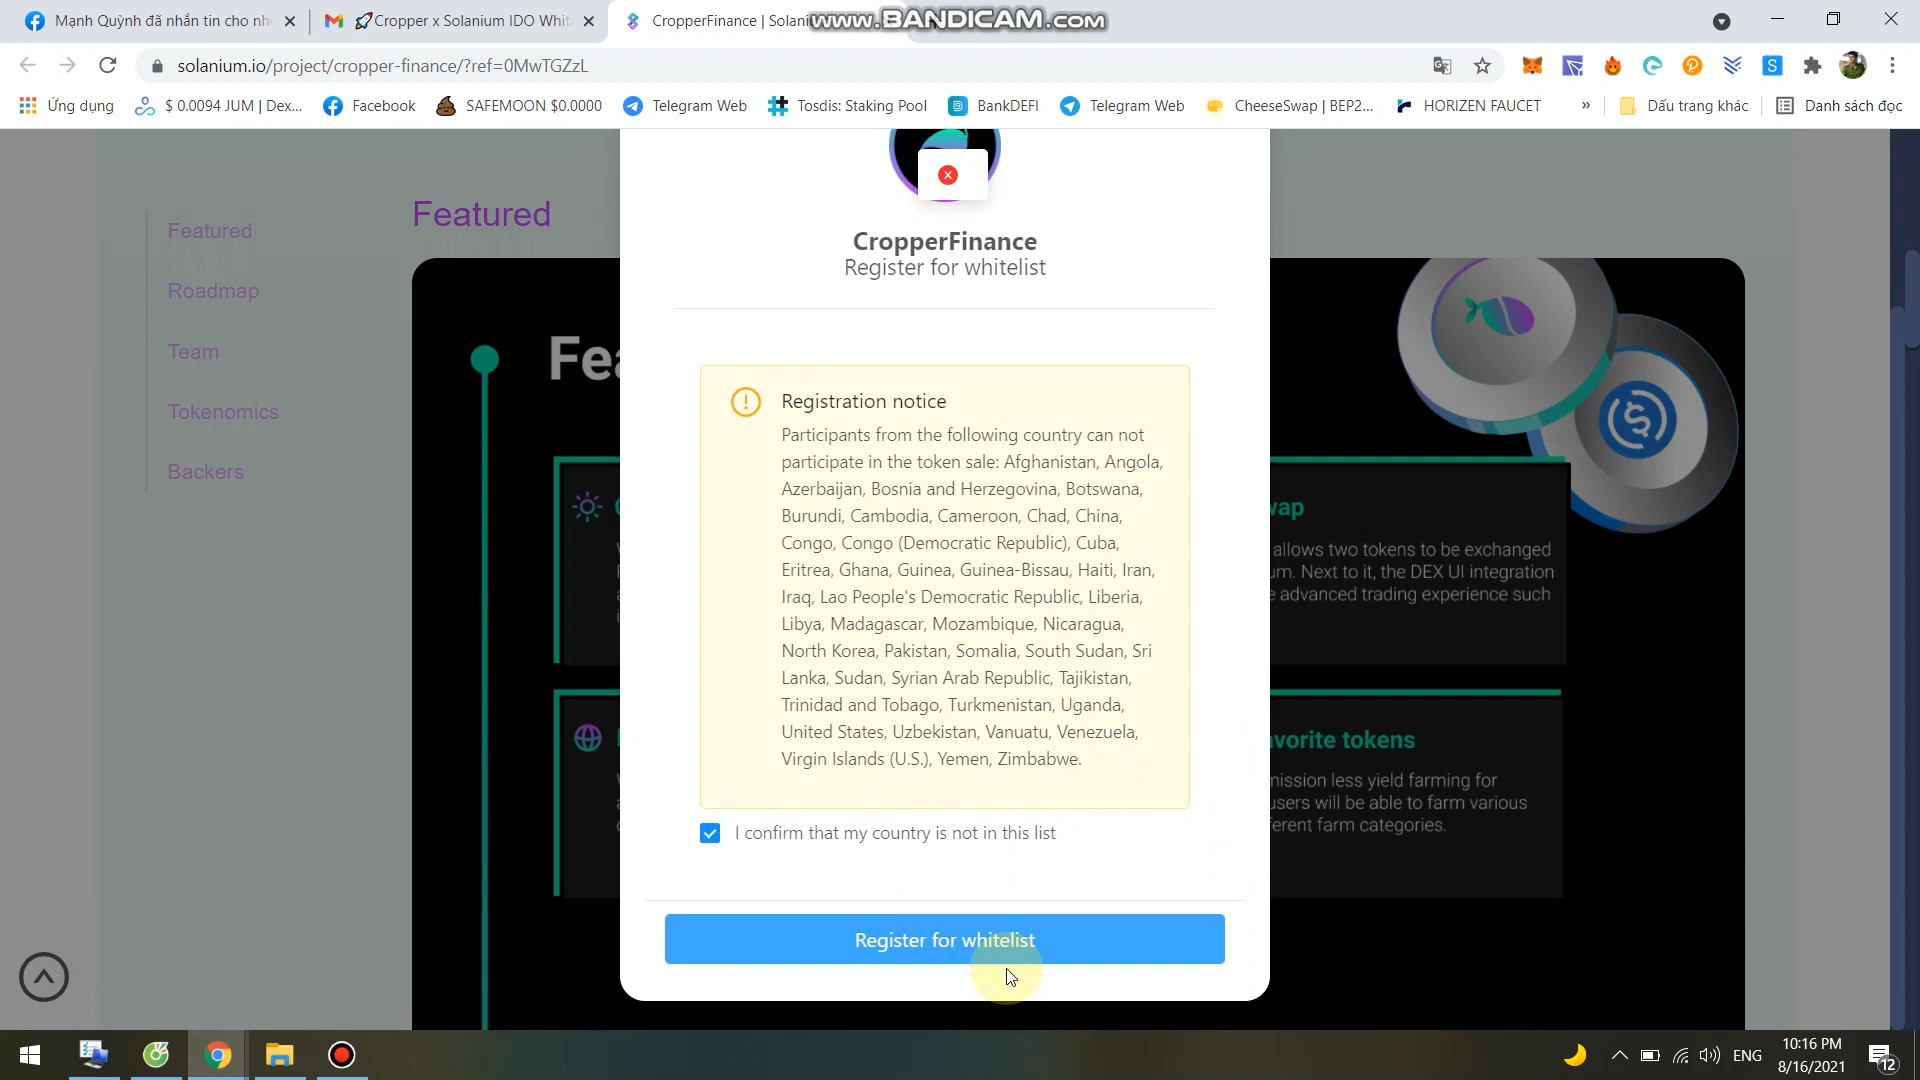 Mạnh Quỳnh đã nhắn tin cho
Cropper x Solanium IDO Whit
CropperFinance | Solani
www.BANDICAM.com
solanium.io/project/cropper-finance/?ref=0MwTGZzL
Ứng dụng
$ 0.0094 JUM | Dex...
Facebook
SAFEMOON $0.0000
Telegram Web
Tosdis: Staking Pool
BankDEFI
Telegram Web
CheeseSwap | BEP2...
HORIZEN FAUCET
»
Dấu trang khác
Danh sách đọc
Featured
Roadmap
Team
Tokenomics
Backers
Featured
Fea
CropperFinance
Register for whitelist
Registration notice
Participants from the following country can not
participate in the token sale: Afghanistan, Angola,
Azerbaijan, Bosnia and Herzegovina, Botswana,
Burundi, Cambodia, Cameroon, Chad, China,
Congo, Congo (Democratic Republic), Cuba,
Eritrea, Ghana, Guinea, Guinea-Bissau, Haiti, Iran,
Iraq, Lao People's Democratic Republic, Liberia,
Libya, Madagascar, Mozambique, Nicaragua,
North Korea, Pakistan, Somalia, South Sudan, Sri
Lanka, Sudan, Syrian Arab Republic, Tajikistan,
Trinidad and Tobago, Turkmenistan, Uganda,
United States, Uzbekistan, Vanuatu, Venezuela,
Virgin Islands (U.S.), Yemen, Zimbabwe.
I confirm that my country is not in this list
Register for whitelist
wap
allows two tokens to be exchanged
um. Next to it, the DEX UI integration
e advanced trading experience such
vorite tokens
mission less yield farming for
users will be able to farm various
ferent farm categories.
ENG
10:16 PM
8/16/2021
12